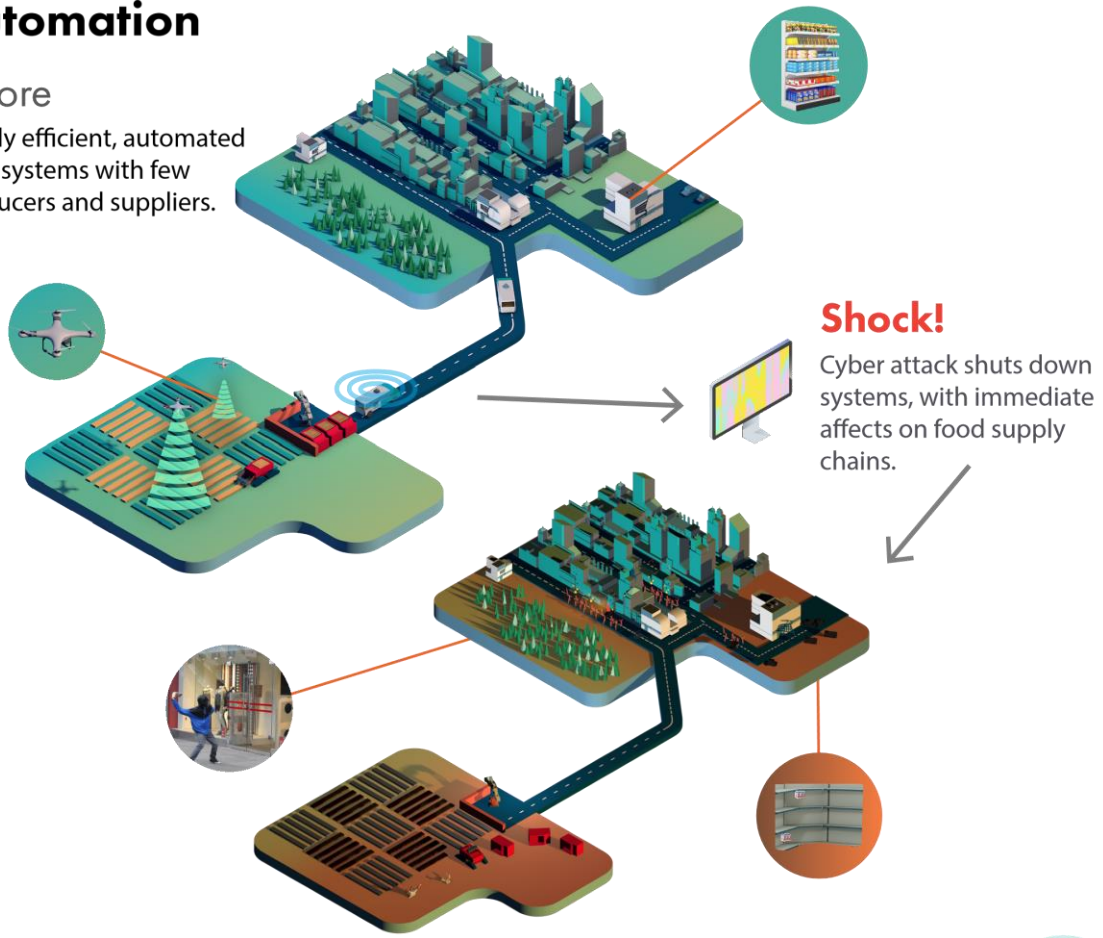 utomation
ore
ly efficient, automated
systems with few
ucers and suppliers.
Shock!
Cyber attack shuts down
systems, with immediate
affects on food supply
chains.